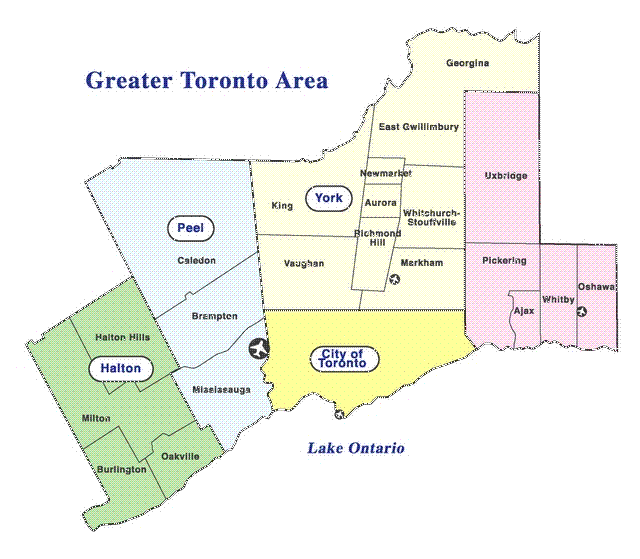 Georgina
Greater Toronto Area
East Gwillimbury
Newmarket
Uxbridge
King
York
Aurora
Whitchurch-
Stouffville
Peel
Richmond
Hill
Caledon
Vaughan
Markham
Pickering
Oshawa
Whitby
Ajax
Brampton
Halton Hills
City of
Toronto
Halton
Mississauga
Milton
Lake Ontario
Oakville
Burlington